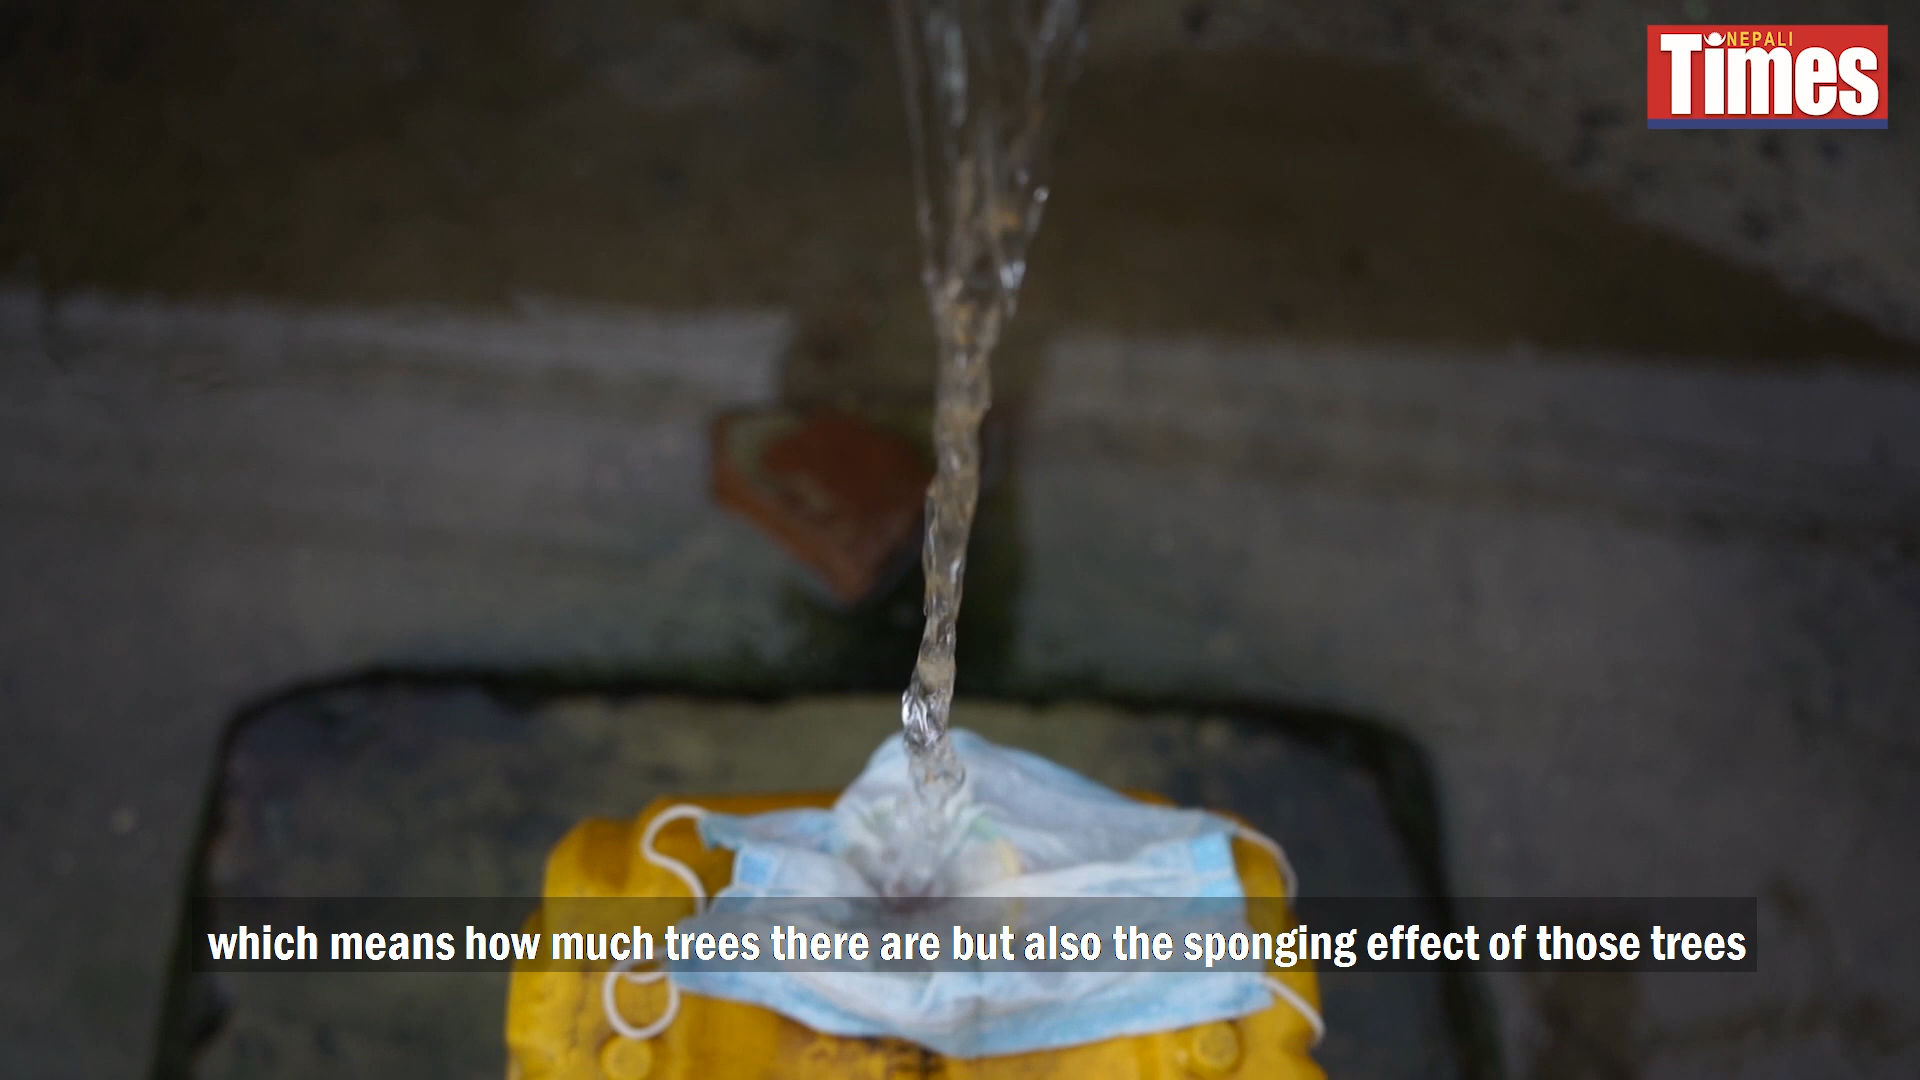 NEPALI
Times
which means how much trees there are but also the sponging effect of those trees